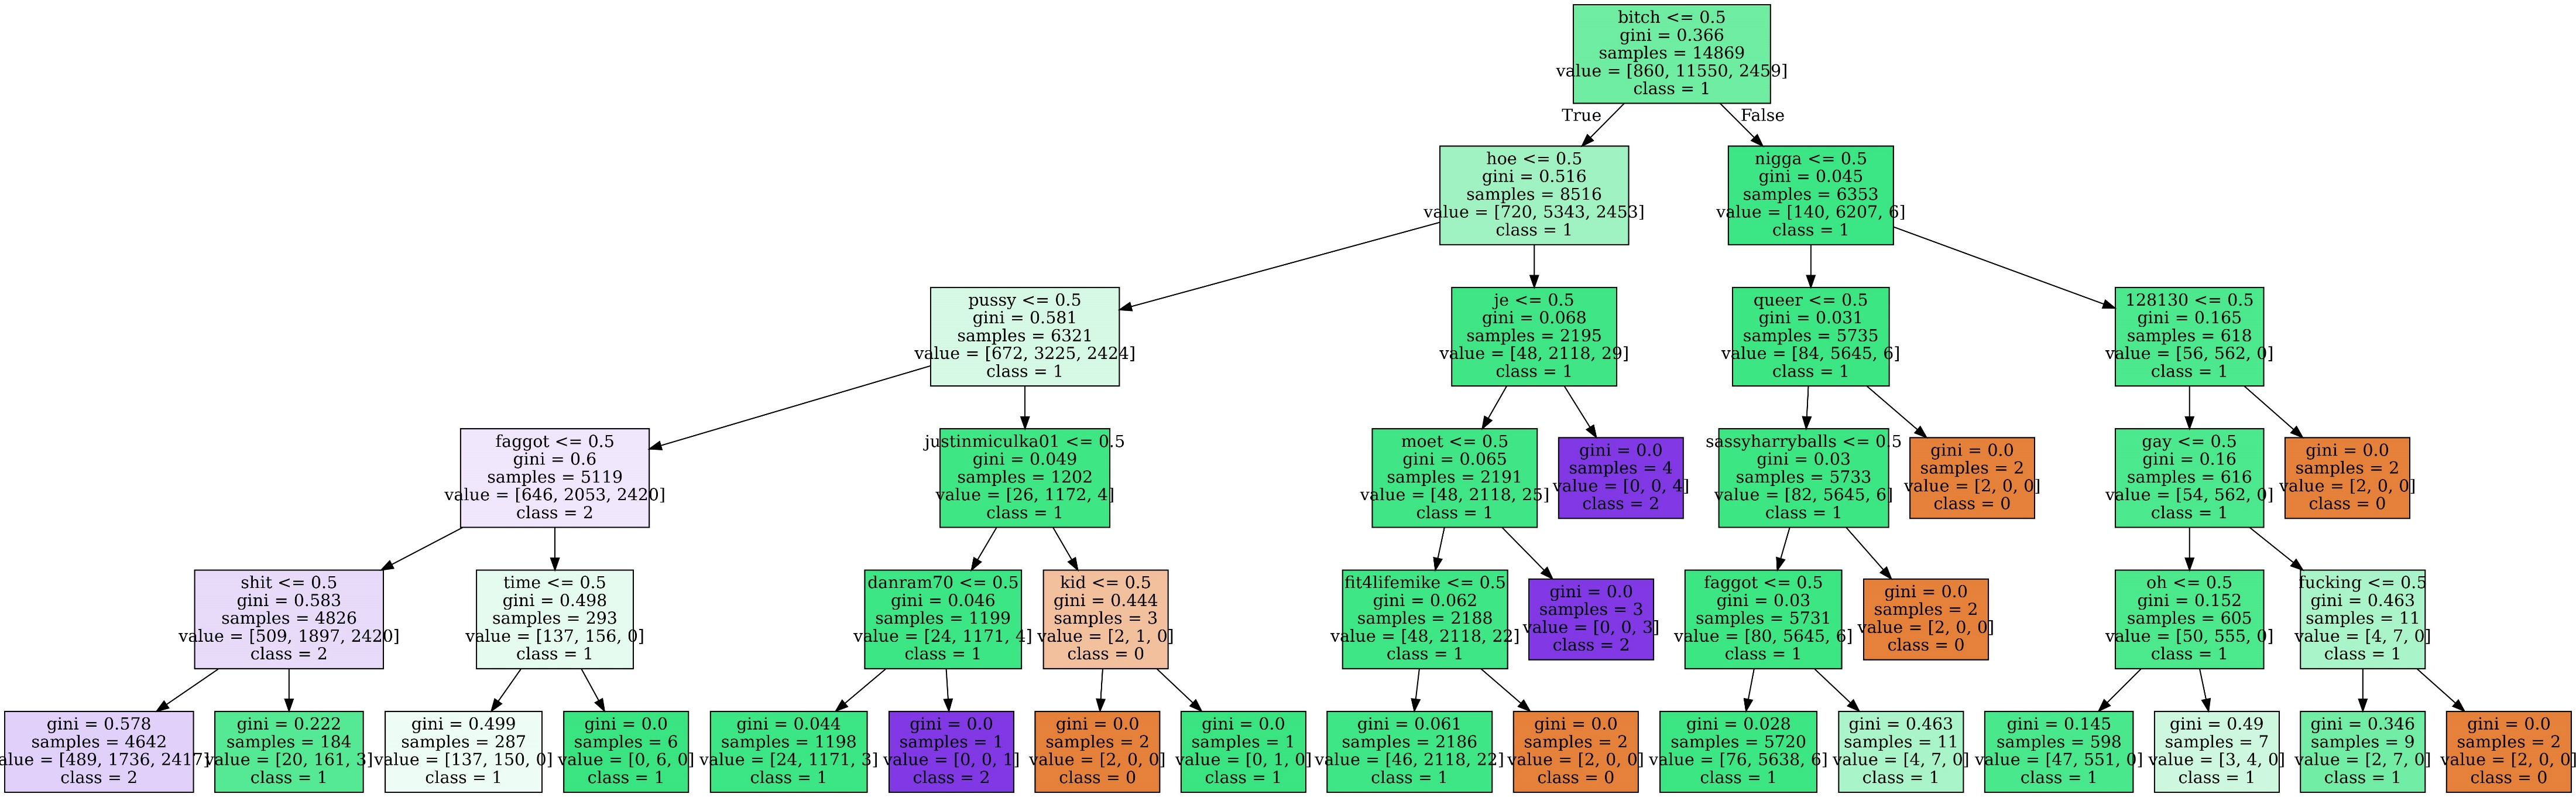 bitch <= 0.5
gini = 0.366
samples = 14869
value = [860, 11550, 2459]
class = 1
True
False
hoe <= 0.5
gini = 0.516
samples = 8516
value = [720, 5343, 2453]
class = 1
nigga <= 0.5
gini = 0.045
samples = 6353
value = [140, 6207, 6]
class = 1
pussy <= 0.5
gini = 0.581
samples = 6321
value = [672, 3225, 2424]
class = 1
je <= 0.5
gini = 0.068
samples = 2195
value = [48, 2118, 29]
class = 1
queer <= 0.5
gini = 0.031
samples = 5735
value = [84, 5645, 6]
class = 1
128130 <= 0.5
gini = 0.165
samples = 618
value = [56, 562, 0]
class = 1
faggot <= 0.5
gini = 0.6
samples = 5119
value = [646, 2053, 2420]
class = 2
justinmiculka01 <= 0.5
gini = 0.049
samples = 1202
value = [26, 1172, 4]
class = 1
moet <= 0.5
gini = 0.065
samples = 2191
value = [48, 2118, 25]
class = 1
gini = 0.0
samples = 4
value = [0, 0, 4]
class = 2
sassyharryballs <= 0.5
gini = 0.03
samples = 5733
value = [82, 5645, 6]
class = 1
gini = 0.0
samples = 2
value = [2, 0, 0]
class = 0
gay <= 0.5
gini = 0.16
samples = 616
value = [54, 562, 0]
class = 1
gini = 0.0
samples = 2
value = [2, 0, 0]
class = 0
shit <= 0.5
gini = 0.583
samples = 4826
value = [509, 1897, 2420]
class = 2
time <= 0.5
gini = 0.498
samples = 293
value = [137, 156, 0]
class = 1
danram70 <= 0.5
gini = 0.046
samples = 1199
value = [24, 1171, 4]
class = 1
kid <= 0.5
gini = 0.444
samples = 3
value = [2, 1, 0]
class = 0
fit4lifemike <= 0.5
gini = 0.062
samples = 2188
value = [48, 2118, 22]
class = 1
gini = 0.0
samples = 3
value = [0, 0, 3]
class = 2
faggot <= 0.5
gini = 0.03
samples = 5731
value = [80, 5645, 6]
class = 1
gini = 0.0
samples = 2
value = [2, 0, 0]
class = 0
oh <= 0.5
gini = 0.152
samples = 605
value = [50, 555, 0]
class = 1
fucking <= 0.5
gini = 0.463
samples = 11
value = [4, 7, 0]
class = 1
gini = 0.578
samples = 4642
value = [489, 1736, 2417]
class = 2
gini = 0.222
samples = 184
value = [20, 161, 3]
class = 1
gini = 0.499
samples = 287
value = [137, 150, 0]
class = 1
gini = 0.0
samples = 6
value = [0, 6, 0]
class = 1
gini = 0.044
samples = 1198
value = [24, 1171, 3]
class = 1
gini = 0.0
samples = 1
value = [0, 0, 1]
class = 2
gini = 0.0
samples = 2
value = [2, 0, 0]
class = 0
gini = 0.0
samples = 1
value = [0, 1, 0]
class = 1
gini = 0.061
samples = 2186
value = [46, 2118, 22]
class = 1
gini = 0.0
samples = 2
value = [2, 0, 0]
class = 0
gini = 0.028
samples = 5720
value = [76, 5638, 6]
class = 1
gini = 0.463
samples = 11
value = [4, 7, 0]
class = 1
gini = 0.145
samples = 598
value = [47, 551, 0]
class = 1
gini = 0.49
samples = 7
value = [3, 4, 0]
class = 1
gini = 0.346
samples = 9
value = [2, 7, 0]
class = 1
gini = 0.0
samples = 2
value = [2, 0, 0]
class = 0